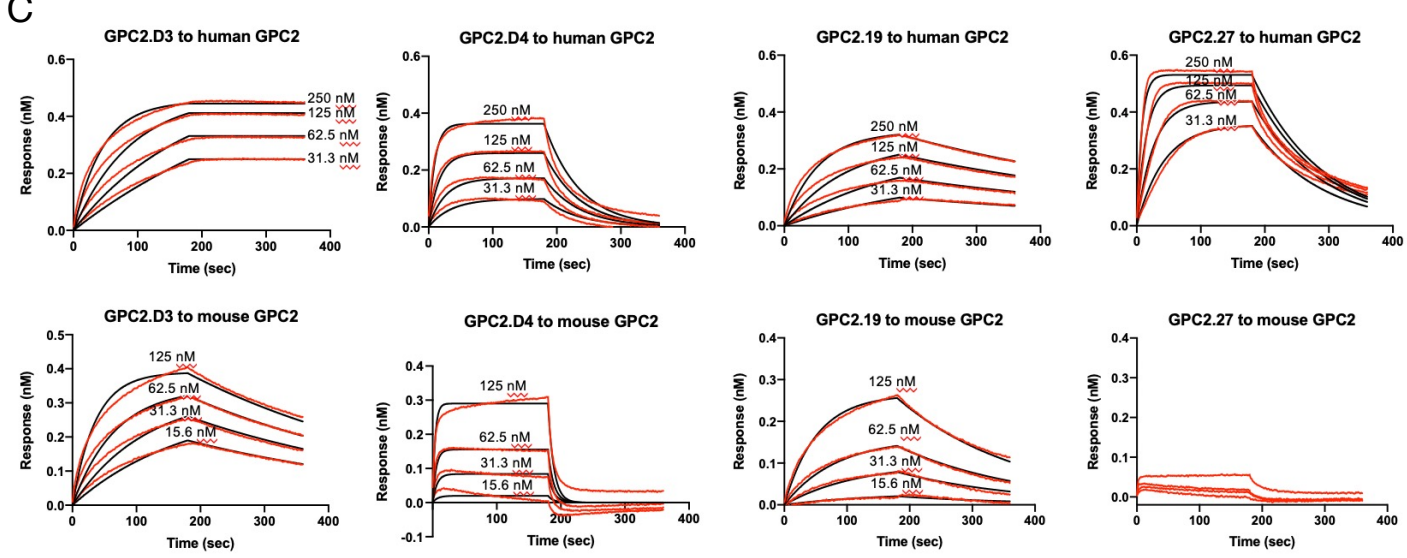 C
GPC2.D3 to human GPC2
0.6
0.4
0.2
0.0
0
100
200
300
400
Response (nM)
Time (sec)
250 nM
125 nM
62.5 nM
31.3 nM
GPC2.D4 to human GPC2
0.6
0.4
0.2
0.0
0
100
200
300
400
Response (nM)
Time (sec)
250 nM
125 nM
62.5 nM
31.3 nM
GPC2.19 to human GPC2
0.6
0.4
0.2
0.0
0
100
200
300
400
Response (nM)
Time (sec)
250 nM
125 nM
62.5 nM
31.3 nM
GPC2.27 to human GPC2
0.6
0.4
0.2
0.0
0
100
200
300
400
Response (nM)
Time (sec)
250 nM
125 nM
62.5 nM
31.3 nM
GPC2.D3 to mouse GPC2
0.5
0.4
0.3
0.2
0.1
0.0
0
100
200
300
400
Response (nM)
Time (sec)
125 nM
62.5 nM
31.3 nM
15.6 nM
GPC2.D4 to mouse GPC2
0.4
0.3
0.2
0.1
0.0
-0.1
100
200
300
400
Response (nM)
Time (sec)
125 nM
62.5 nM
31.3 nM
15.6 nM
GPC2.19 to mouse GPC2
0.4
0.3
0.2
0.1
0.0
0
100
200
300
400
Response (nM)
Time (sec)
125 nM
62.5 nM
31.3 nM
15.6 nM
GPC2.27 to mouse GPC2
0.4
0.3
0.2
0.1
0.0
0
100
200
300
400
Response (nM)
Time (sec)